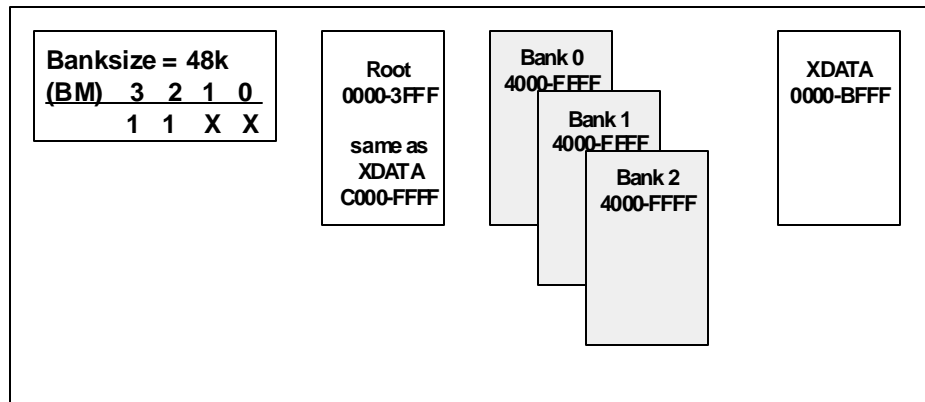 Banksize = 48k
(BM) 3 2 1 0
1 1 X X
Root
0000-3FFF
same as
XDATA
C000-FFFF
Bank 0
4000-FFFF
Bank 1
4000-FFFF
Bank 2
4000-FFFF
XDATA
0000-BFFF